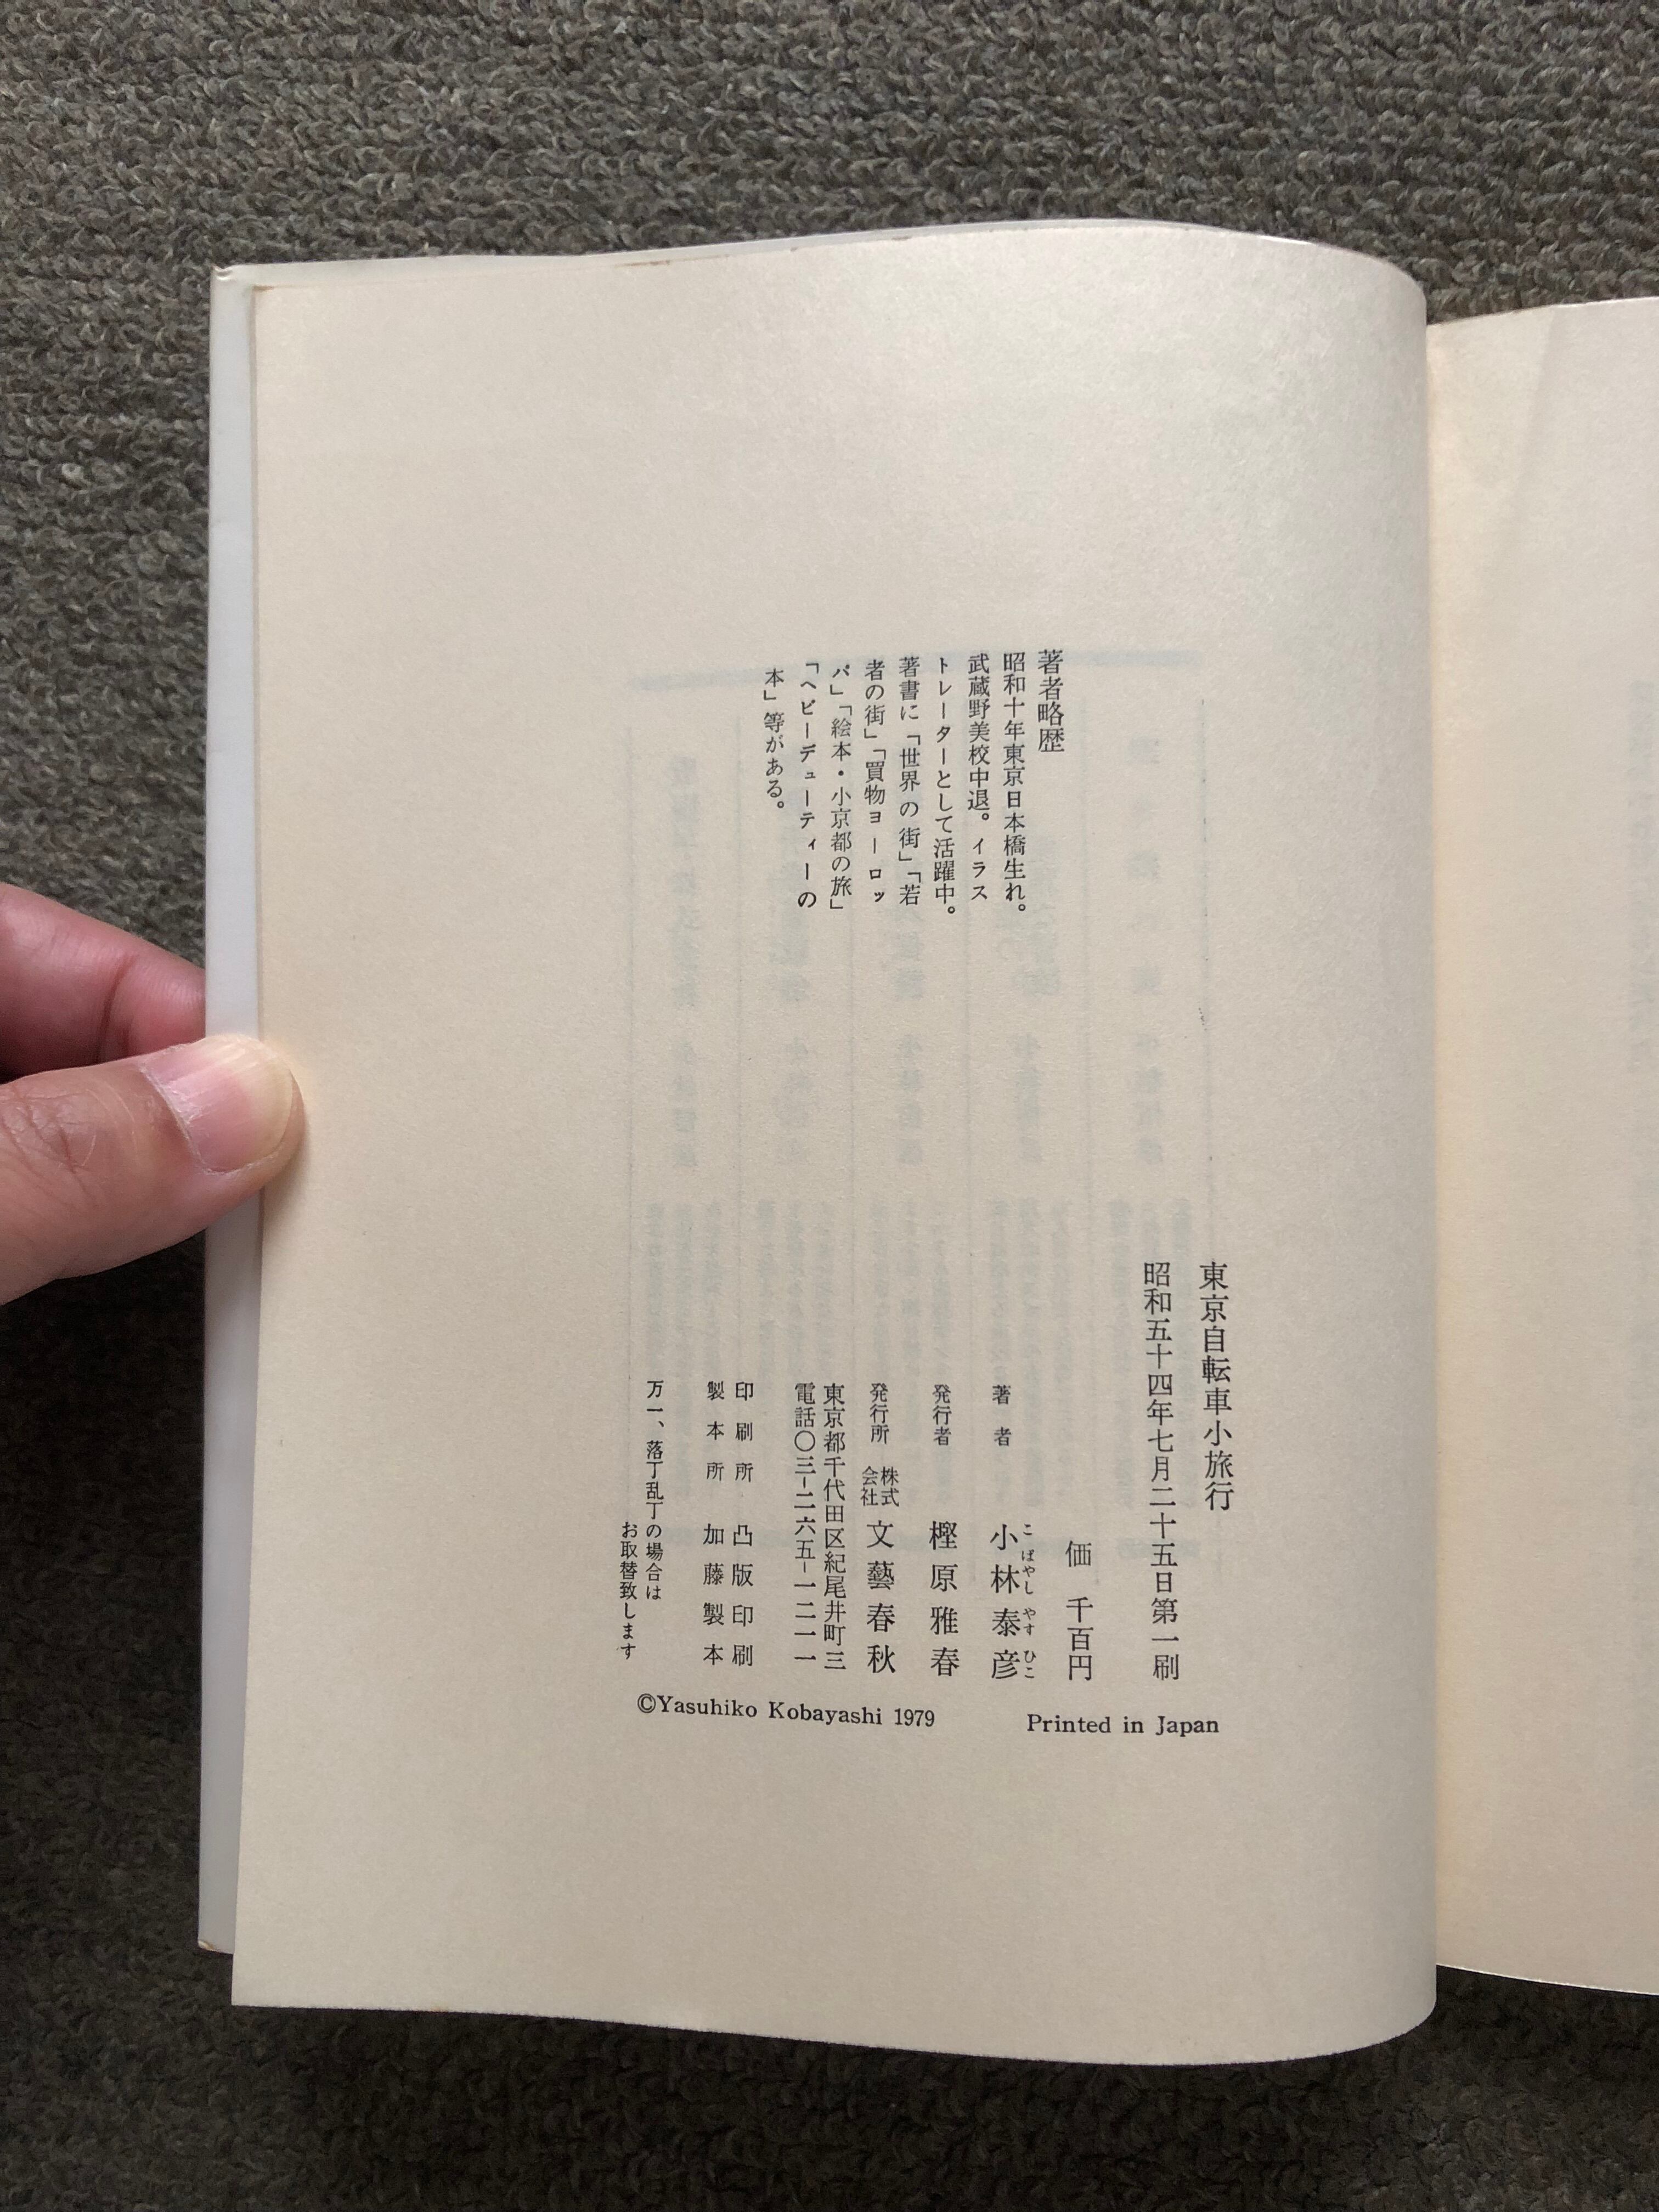 著者略歴
昭和十年東京日本橋生れ。
武蔵野美校中退。イラス
トレーターとして活躍中。
著書に「世界の街」「若
者の街」「買物ヨーロッ
パ」「絵本・小京都の旅」
「ヘビーデューティーの
本」等がある。
東京自転車小旅行
昭和五十四年七月二十五日第一刷
価 千百円
著者 小林泰彦
こばやしやすひこ
発行者 樫原雅春
発行所 株式会社 文藝春秋
東京都千代田区紀尾井町三
電話〇三-二六五-一二一一
印刷所 凸版印刷
製本所 加藤製本
万一、落丁乱丁の場合は
お取替致します
©Yasuhiko Kobayashi 1979
Printed in Japan